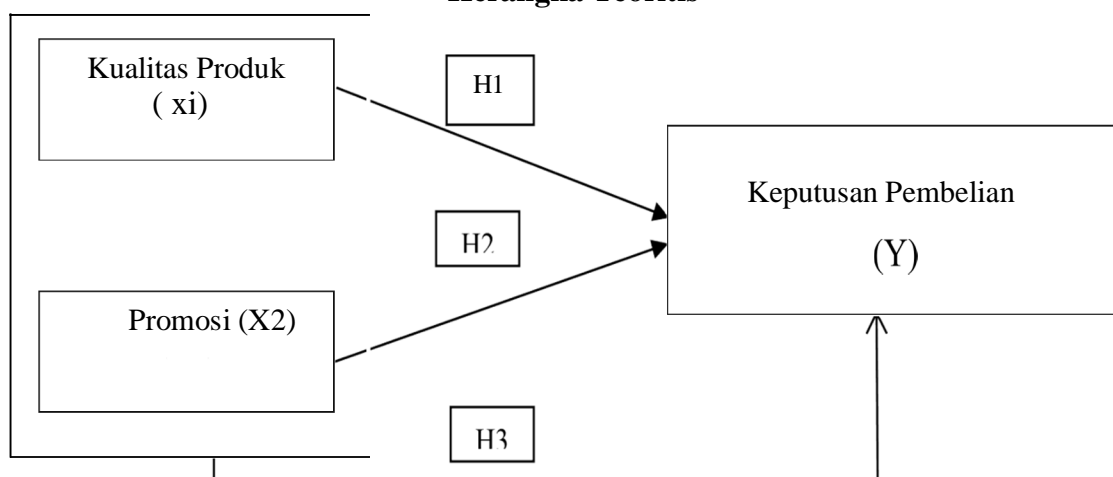 Kerangka Teoritis
Kualitas Produk
( xi)
H1
Keputusan Pembelian
(Y)
H2
Promosi (X2)
H3